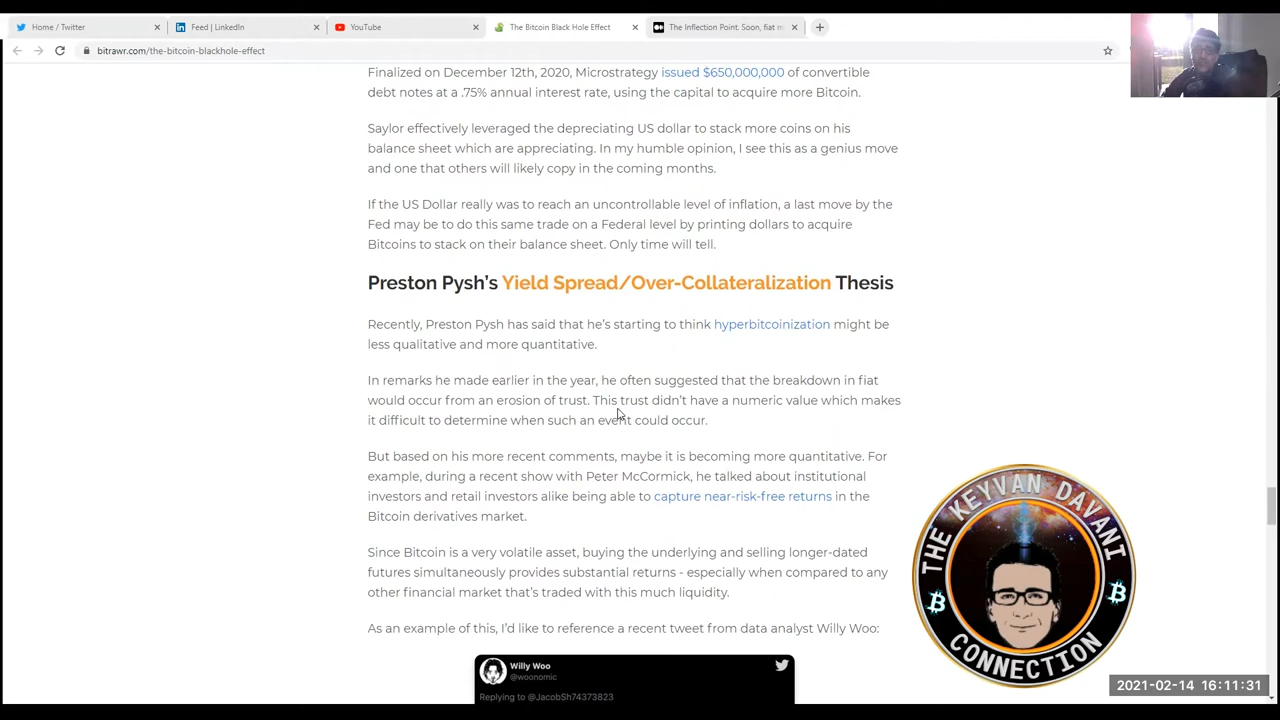 Home / Twitter
Feed | LinkedIn
YouTube
The Bitcoin Black Hole Effect
The Inflection Point. Soon, fiat m
bitrawr.com/the-bitcoin-blackhole-effect
Finalized on December 12th, 2020, Microstrategy issued $650,000,000 of convertible
debt notes at a .75% annual interest rate, using the capital to acquire more Bitcoin.
Saylor effectively leveraged the depreciating US dollar to stack more coins on his
balance sheet which are appreciating. In my humble opinion, I see this as a genius move
and one that others will likely copy in the coming months.
If the US Dollar really was to reach an uncontrollable level of inflation, a last move by the
Fed may be to do this same trade on a Federal level by printing dollars to acquire
Bitcoins to stack on their balance sheet. Only time will tell.
Preston Pysh's Yield Spread/Over-Collateralization Thesis
Recently, Preston Pysh has said that he's starting to think hyperbitcoinization might be
less qualitative and more quantitative.
In remarks he made earlier in the year, he often suggested that the breakdown in fiat
would occur from an erosion of trust. This trust didn't have a numeric value which makes
it difficult to determine when such an event could occur.
But based on his more recent comments, maybe it is becoming more quantitative. For
example, during a recent show with Peter McCormick, he talked about institutional
investors and retail investors alike being able to capture near-risk-free returns in the
Bitcoin derivatives market.
Since Bitcoin is a very volatile asset, buying the underlying and selling longer-dated
futures simultaneously provides substantial returns - especially when compared to any
other financial market that's traded with this much liquidity.
As an example of this, I'd like to reference a recent tweet from data analyst Willy Woo:
Willy Woo
@woonomic
Replying to @JacobSh74373823
THE KEYVAN DAVANI
CONNECTION
2021-02-14 16:11:31